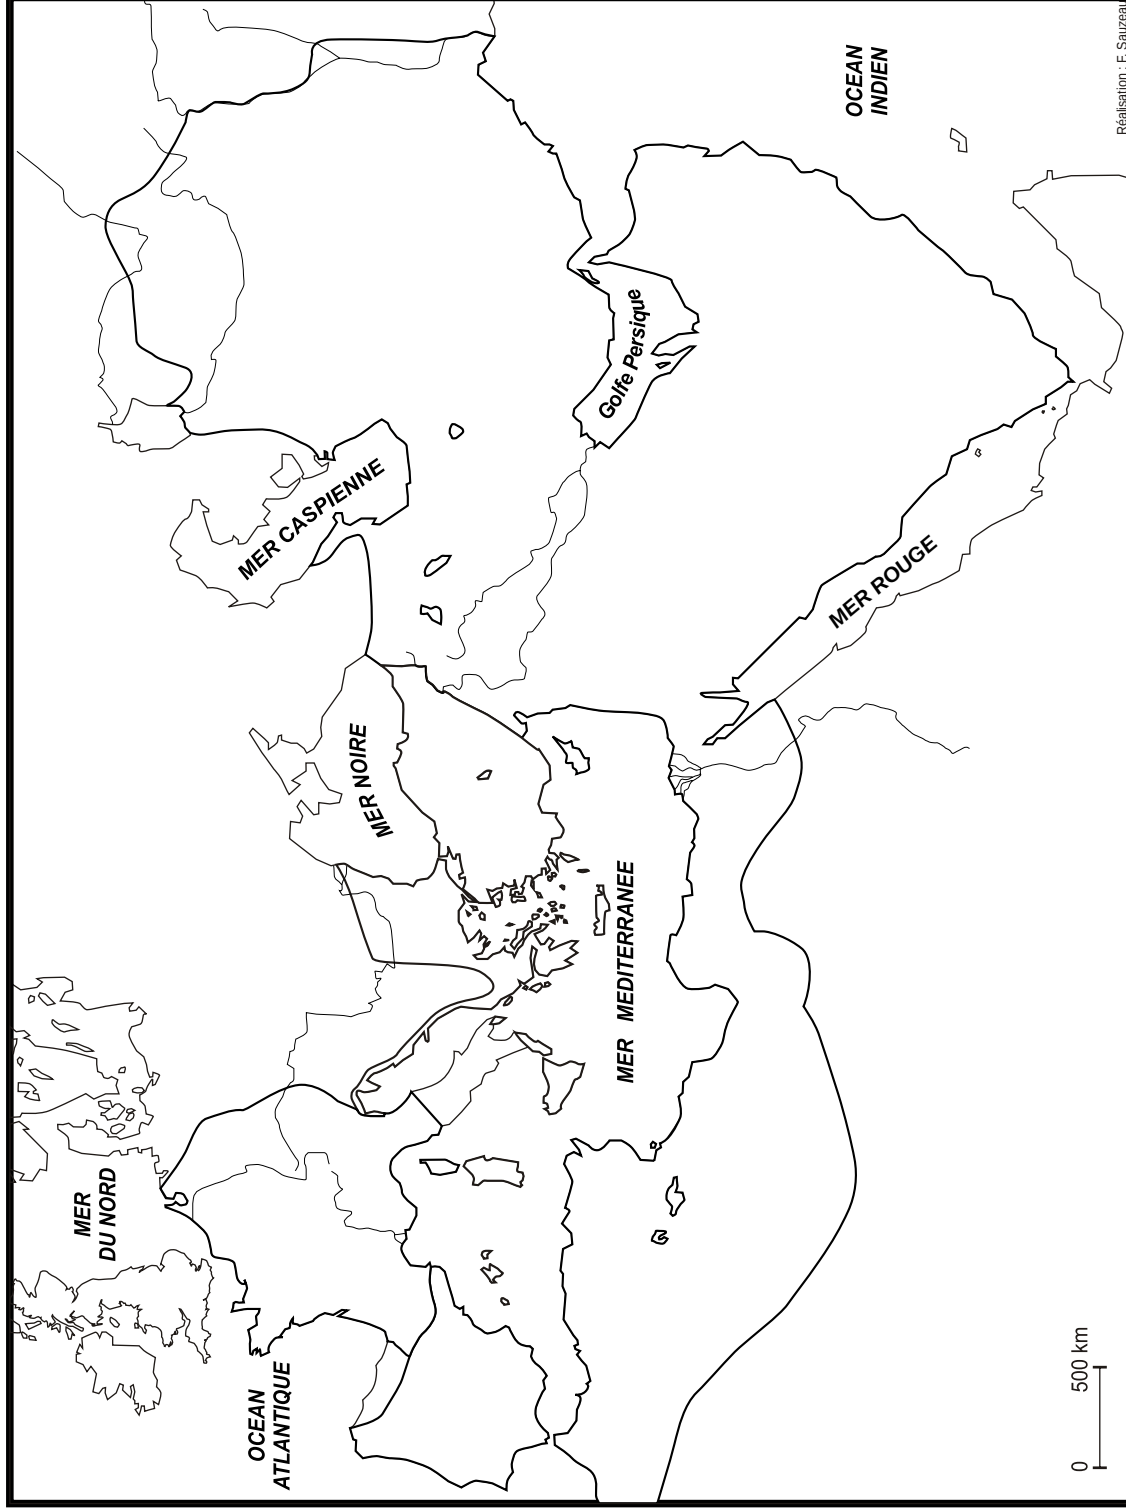 MER
DU NORD
OCEAN
ATLANTIQUE
MER NOIRE
MER CASPIENNE
MER MEDITERRANEE
MER ROUGE
Golfe Persique
OCEAN
INDIEN
0 500 km
Réalisation : F. Sauzeau